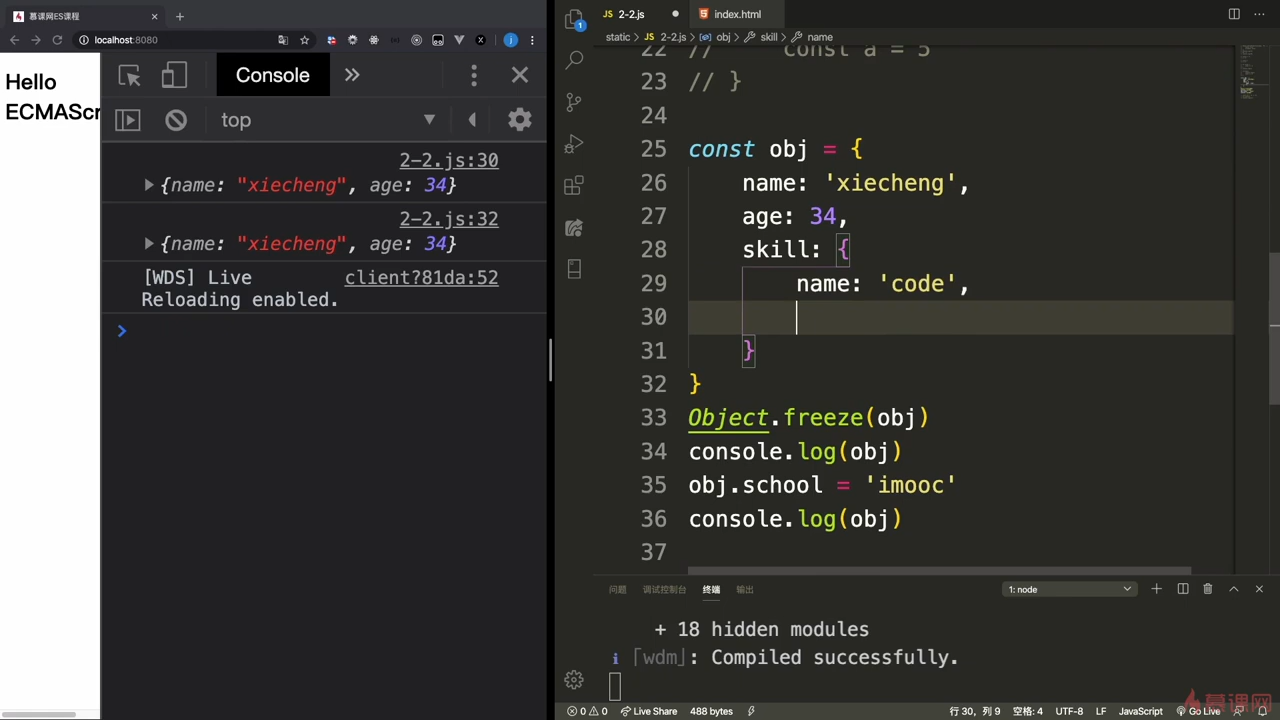 慕课网ES课程
localhost:8080
Hello
ECMAScr
Console
top
2-2.js:30
{name: "xiecheng", age: 34}
2-2.js:32
{name: "xiecheng", age: 34}
[WDS] Live Reloading enabled.
client?81da:52
JS 2-2.js
index.html
static > JS 2-2.js > obj > skill > name
22 // const a = 5
23 // }
24
25 const obj = {
26 name: 'xiecheng',
27 age: 34,
28 skill: {
29 name: 'code',
30
31 }
32 }
33 Object.freeze(obj)
34 console.log(obj)
35 obj.school = 'imooc'
36 console.log(obj)
37
问题 调试控制台 终端 输出
1: node
+ 18 hidden modules
ℹ ｢wdm｣: Compiled successfully.
0 0 Live Share 488 bytes
行 30，列 9 空格: 4 UTF-8 LF JavaScript Go Live
慕课网